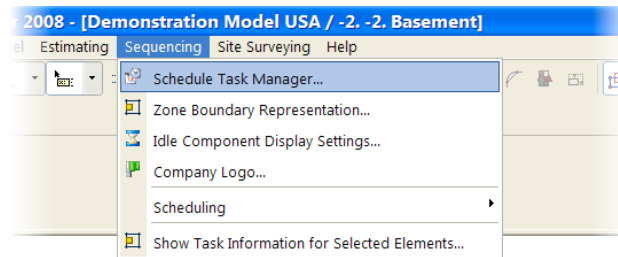 2008 - [Demonstration Model USA / -2. -2. Basement]
Estimating Sequencing Site Surveying Help
Schedule Task Manager...
Zone Boundary Representation...
Idle Component Display Settings...
Company Logo...
Scheduling
Show Task Information for Selected Elements...